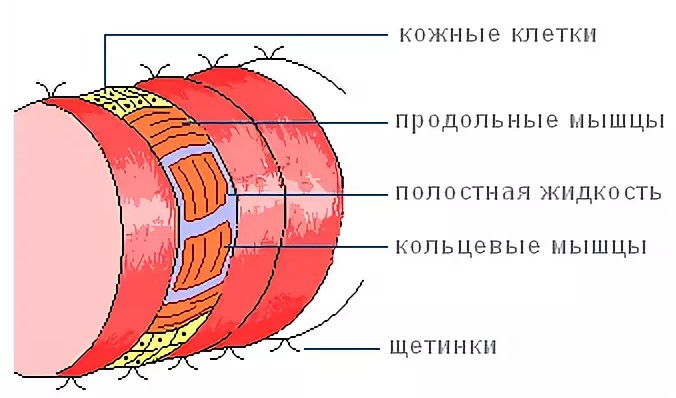 кожные клетки
продольные мышцы
полостная жидкость
кольцевые мышцы
щетинки